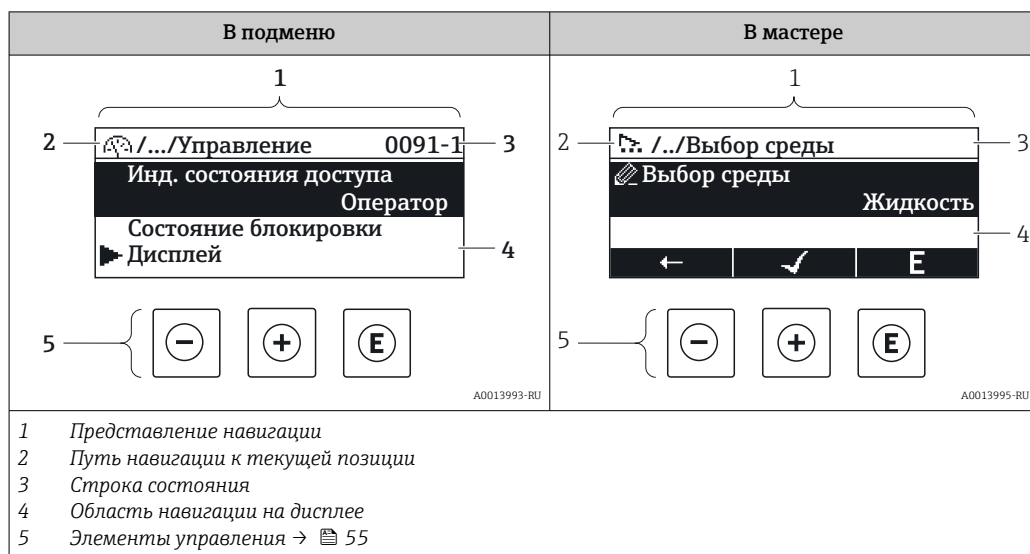 В подменю
В мастере
1
2
/.../Управление 0091-1
3
Инд. состояния доступа
Оператор
Состояние блокировки
Дисплей
4
5
E
A0013993-RU
1
2
/../Выбор среды
3
Выбор среды
Жидкость
4
E
5
E
A0013995-RU
1 Представление навигации
2 Путь навигации к текущей позиции
3 Строка состояния
4 Область навигации на дисплее
5 Элементы управления → 55